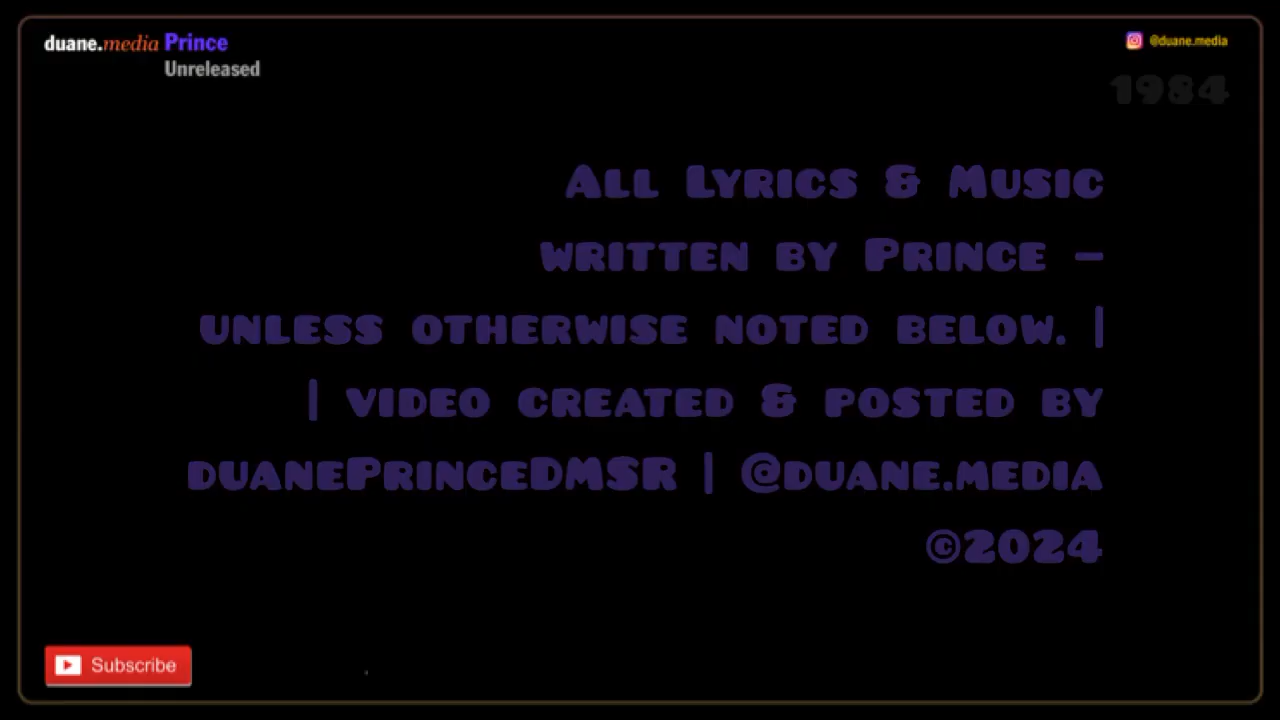 duane.media Prince
Unreleased
@duane.media
1984
All Lyrics & Music
written by Prince –
unless otherwise noted below. |
| video created & posted by
duanePrinceDMSR | @duane.media
©2024
Subscribe